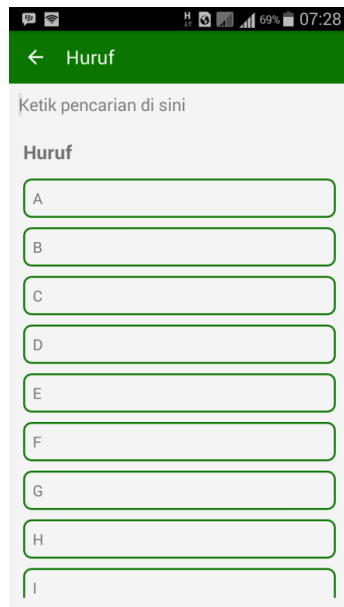 H 69% 07:28
Huruf
Ketik pencarian di sini
Huruf
A
B
C
D
E
F
G
H
I